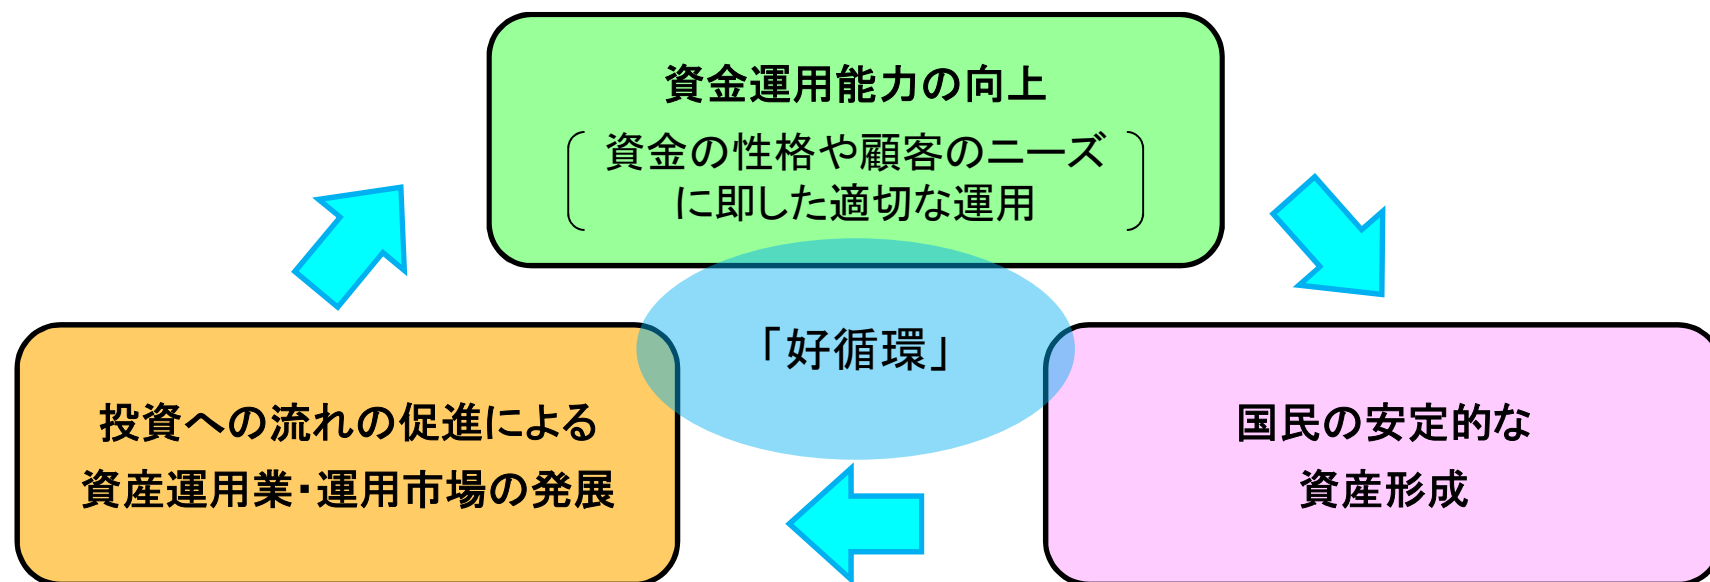 資金運用能力の向上
資金の性格や顧客のニーズ
に即した適切な運用
「好循環」
投資への流れの促進による
資産運用業・運用市場の発展
国民の安定的な
資産形成